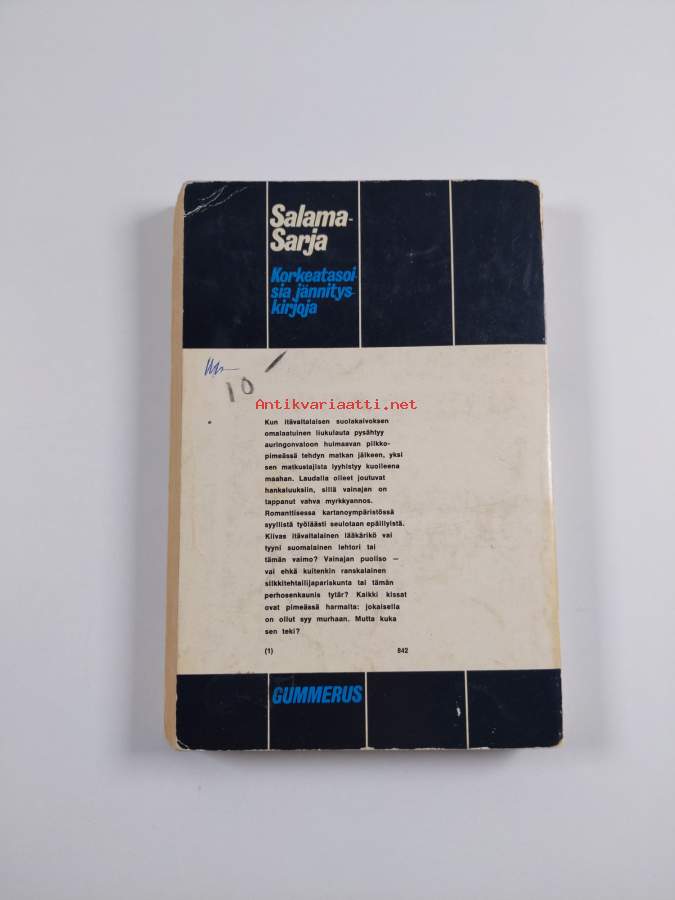 Salama-
Sarja
Korkeatasoi-
sia jännitys-
kirjoja
10
Antikvariaatti.net
Kun itävaltalaisen suolakaivoksen
omalaatuinen liukulauta pysähtyy
auringonvaloon huimaavan pilkko-
pimeässä tehdyn matkan jälkeen, yksi
sen matkustajista lyyhistyy kuolleena
maahan. Laudalla olleet joutuvat
hankaluuksiin, sillä vainajan on
tappanut vahva myrkkyannos.
Romanttisessa kartanoympäristössä
syyllistä työläästi seulotaan epäillyistä.
Kiivas itävaltalainen lääkärikö vai
tyyni suomalainen lehtori tai
tämän vaimo? Vainajan puoliso —
vai ehkä kuitenkin ranskalainen
silkkitehtailijapariskunta tai tämän
perhosenkaunis tytär? Kaikki kissat
ovat pimeässä harmaita: jokaisella
on ollut syy murhaan. Mutta kuka
sen teki?
(1) 842
GUMMERUS